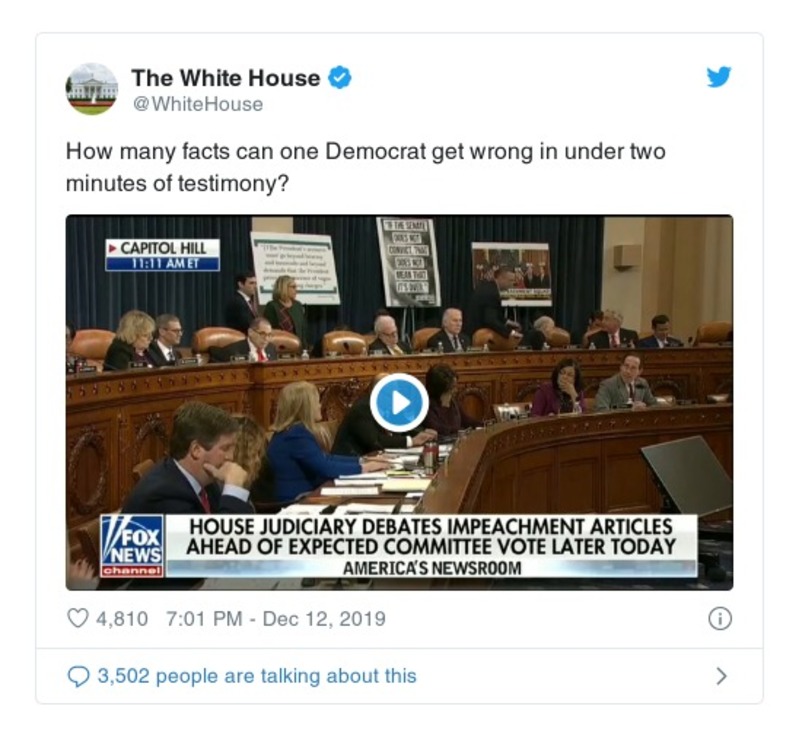 The White House
@WhiteHouse
How many facts can one Democrat get wrong in under two
minutes of testimony?
CAPITOL HILL
11:11 AM ET
"IF THE SENATE
DOES NOT
CONVICT, THAT
DOES NOT
MEAN THAT
IT'S OVER."
FOX
NEWS
channel
HOUSE JUDICIARY DEBATES IMPEACHMENT ARTICLES
AHEAD OF EXPECTED COMMITTEE VOTE LATER TODAY
AMERICA'S NEWSROOM
4,810 7:01 PM - Dec 12, 2019
3,502 people are talking about this